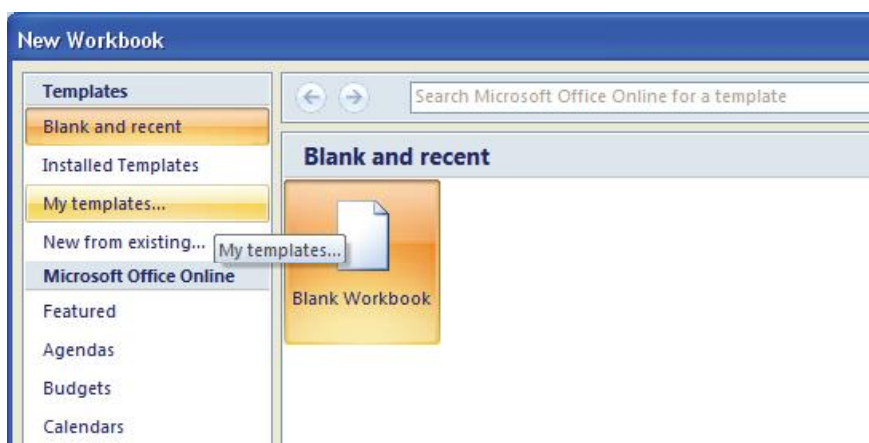 New Workbook
Templates
Blank and recent
Installed Templates
My templates...
New from existing...
My templates...
Microsoft Office Online
Featured
Agendas
Budgets
Calendars
Search Microsoft Office Online for a template
Blank and recent
Blank Workbook